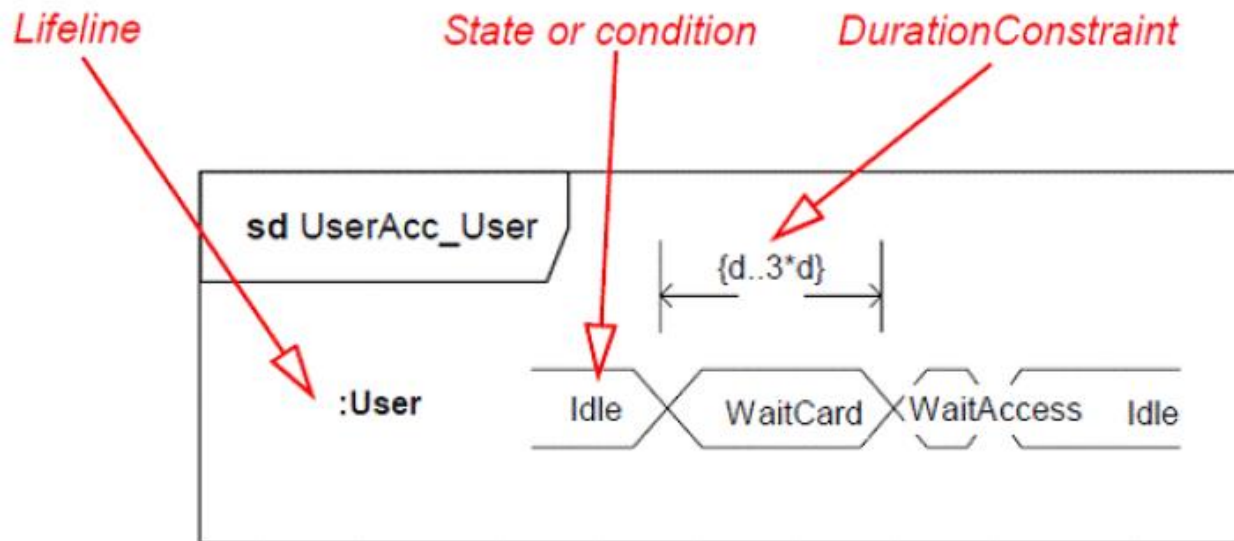 Lifeline State or condition DurationConstraint
sd UserAcc_User
{d..3*d}
:User Idle WaitCard WaitAccess Idle